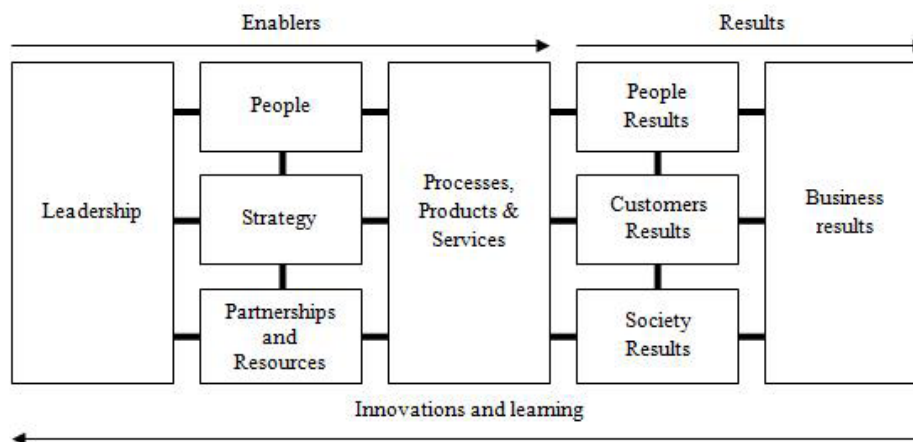 Enablers
Results
Leadership
People
Strategy
Partnerships
and
Resources
Processes,
Products &
Services
People
Results
Customers
Results
Society
Results
Business
results
Innovations and learning